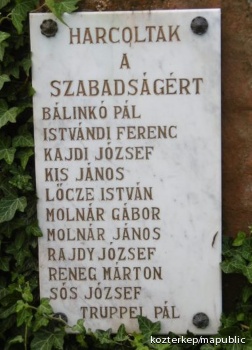 HARCOLTAK
A
SZABADSÁGÉRT
BÁLINKÓ PÁL
ISTVÁNDI FERENC
KAJDI JÓZSEF
KIS JÁNOS
LŐCZE ISTVÁN
MOLNÁR GÁBOR
MOLNÁR JÁNOS
RAJDY JÓZSEF
RENEG MÁRTON
SÓS JÓZSEF
TRUPPEL PÁL
kozterkep/mapublic